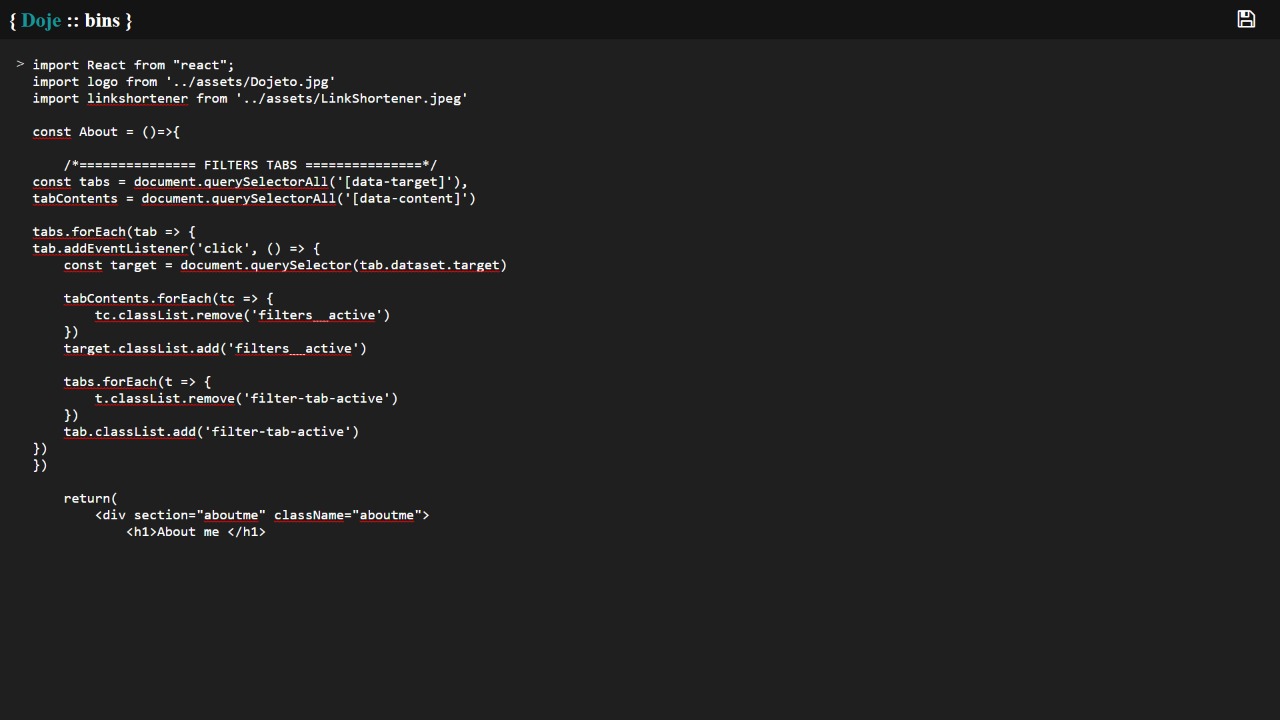 { Doje :: bins }
> import React from "react";
import logo from '../assets/Dojeto.jpg'
import linkshortener from '../assets/LinkShortener.jpeg'
const About = ()=>{
/*=============== FILTERS TABS ===============*/
const tabs = document.querySelectorAll('[data-target]'),
tabContents = document.querySelectorAll('[data-content]')
tabs.forEach(tab => {
tab.addEventListener('click', () => {
const target = document.querySelector(tab.dataset.target)
tabContents.forEach(tc => {
tc.classList.remove('filters__active')
})
target.classList.add('filters__active')
tabs.forEach(t => {
t.classList.remove('filter-tab-active')
})
tab.classList.add('filter-tab-active')
})
})
return(
<div section="aboutme" className="aboutme">
<h1>About me </h1>